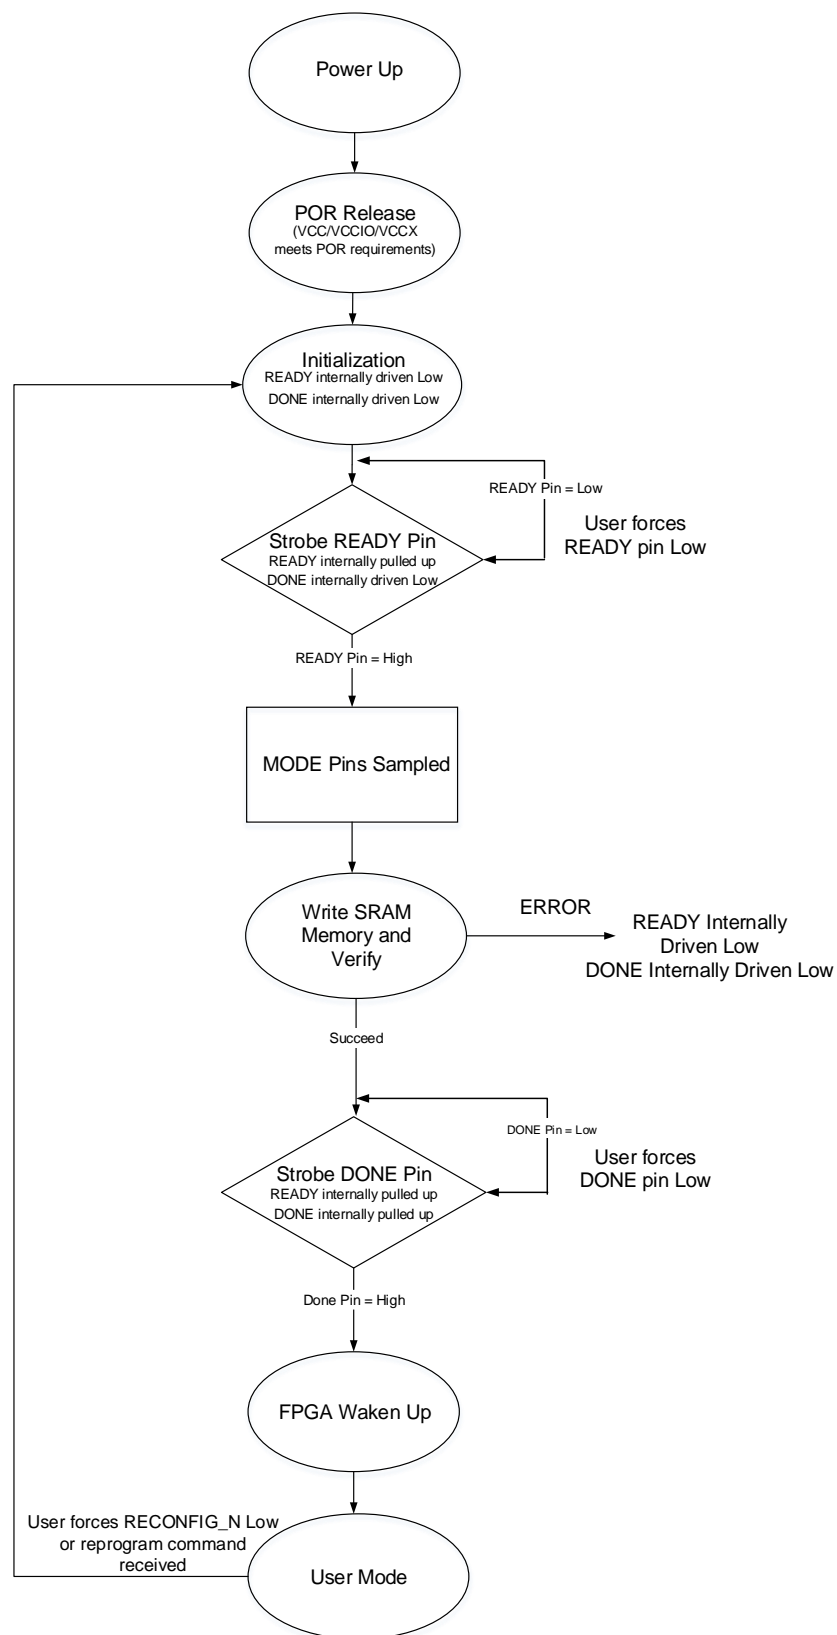 Power Up
POR Release
(VCC/VCCIO/VCCX
meets POR requirements)
Initialization
READY internally driven Low
DONE internally driven Low
READY Pin = Low
User forces
READY pin Low
Strobe READY Pin
READY internally pulled up
DONE internally driven Low
READY Pin = High
MODE Pins Sampled
Write SRAM
Memory and
Verify
ERROR
READY Internally
Driven Low
DONE Internally Driven Low
Succeed
DONE Pin = Low
User forces
DONE pin Low
Strobe DONE Pin
READY internally pulled up
DONE internally pulled up
Done Pin = High
FPGA Waken Up
User forces RECONFIG_N Low
or reprogram command
received
User Mode